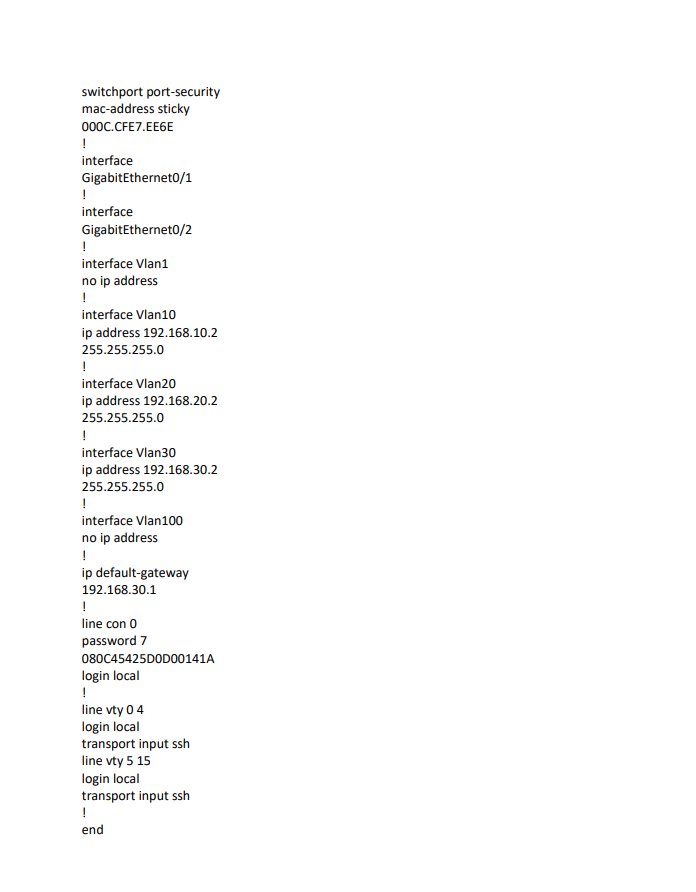 switchport port-security
mac-address sticky
000C.CFE7.EE6E
!
interface
GigabitEthernet0/1
!
interface
GigabitEthernet0/2
!
interface Vlan1
no ip address
!
interface Vlan10
ip address 192.168.10.2
255.255.255.0
!
interface Vlan20
ip address 192.168.20.2
255.255.255.0
!
interface Vlan30
ip address 192.168.30.2
255.255.255.0
!
interface Vlan100
no ip address
!
ip default-gateway
192.168.30.1
!
line con 0
password 7
080C45425D0D00141A
login local
!
line vty 0 4
login local
transport input ssh
line vty 5 15
login local
transport input ssh
!
end